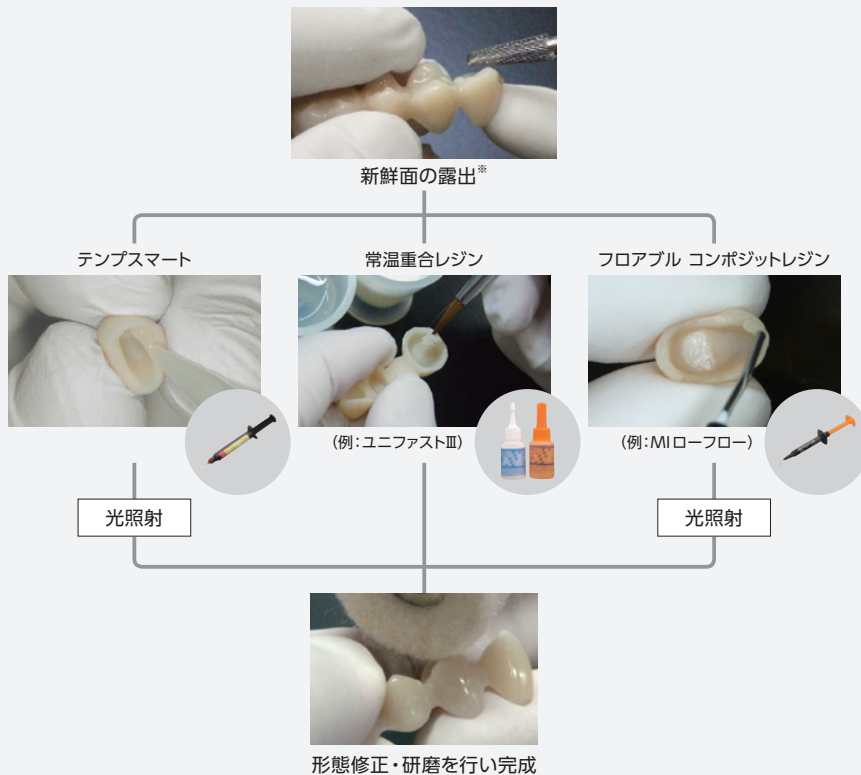 新鮮面の露出※
テンプスマート
常温重合レジン
フロアブル コンポジットレジン
(例：ユニファストⅢ)
(例：MIローフロー)
光照射
光照射
形態修正・研磨を行い完成